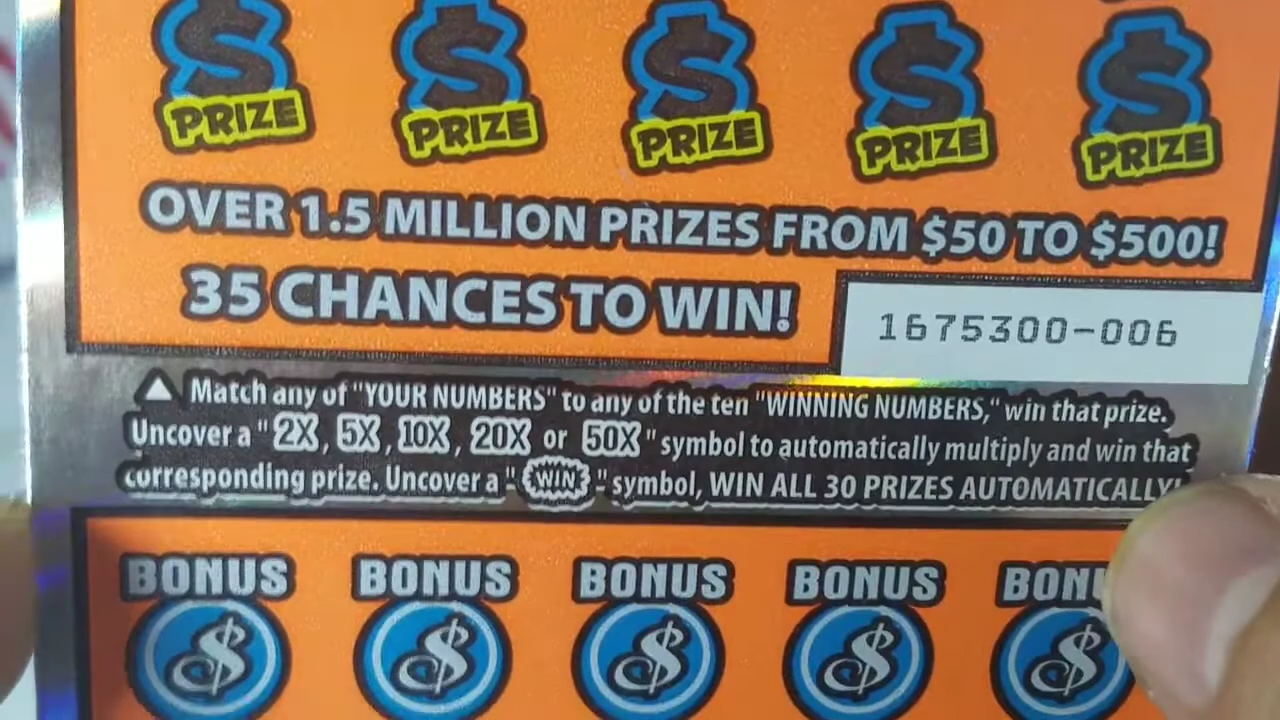 PRIZE PRIZE PRIZE PRIZE PRIZE
OVER 1.5 MILLION PRIZES FROM $50 TO $500!
35 CHANCES TO WIN!
1675300-006
Match any of "YOUR NUMBERS" to any of the ten "WINNING NUMBERS," win that prize.
Uncover a "2X, 5X, 10X, 20X or 50X" symbol to automatically multiply and win that
corresponding prize. Uncover a "WIN" symbol, WIN ALL 30 PRIZES AUTOMATICALLY!
BONUS BONUS BONUS BONUS BONU
$ $ $ $ $